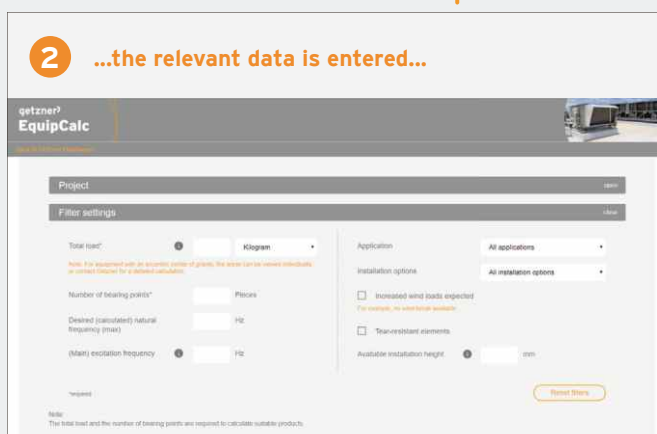 2 ...the relevant data is entered...
getzner
EquipCalc
Project
open
Filter settings
close
Total load*
i
Kilogram
Note: For equipment with an eccentric center of gravity, the areas can be viewed individually,
or contact Getzner for a detailed calculation.
Number of bearing points*
Pieces
Desired (calculated) natural
frequency (max)
Hz
(Main) excitation frequency
i
Hz
*required
Application
All applications
Installation options
All installation options
Increased wind loads expected
For example, no wind break available
Tear-resistant elements
Available installation height
i
mm
Reset filters
Note
The total load and the number of bearing points are required to calculate suitable products.